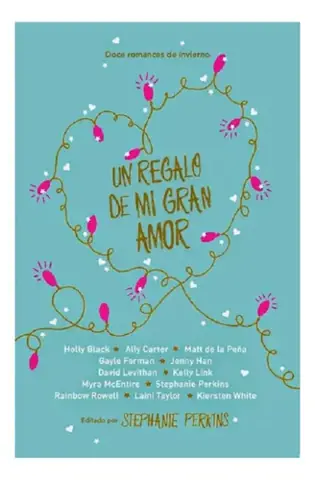 Doce romances de invierno
UN REGALO
DE MI GRAN
AMOR
Holly Black ★ Ally Carter ★ Matt de la Peña
Gayle Forman ★ Jenny Han
David Levithan ★ Kelly Link
Myra McEntire ★ Stephanie Perkins
Rainbow Rowell ★ Laini Taylor ★ Kiersten White
Editado por STEPHANIE PERKINS